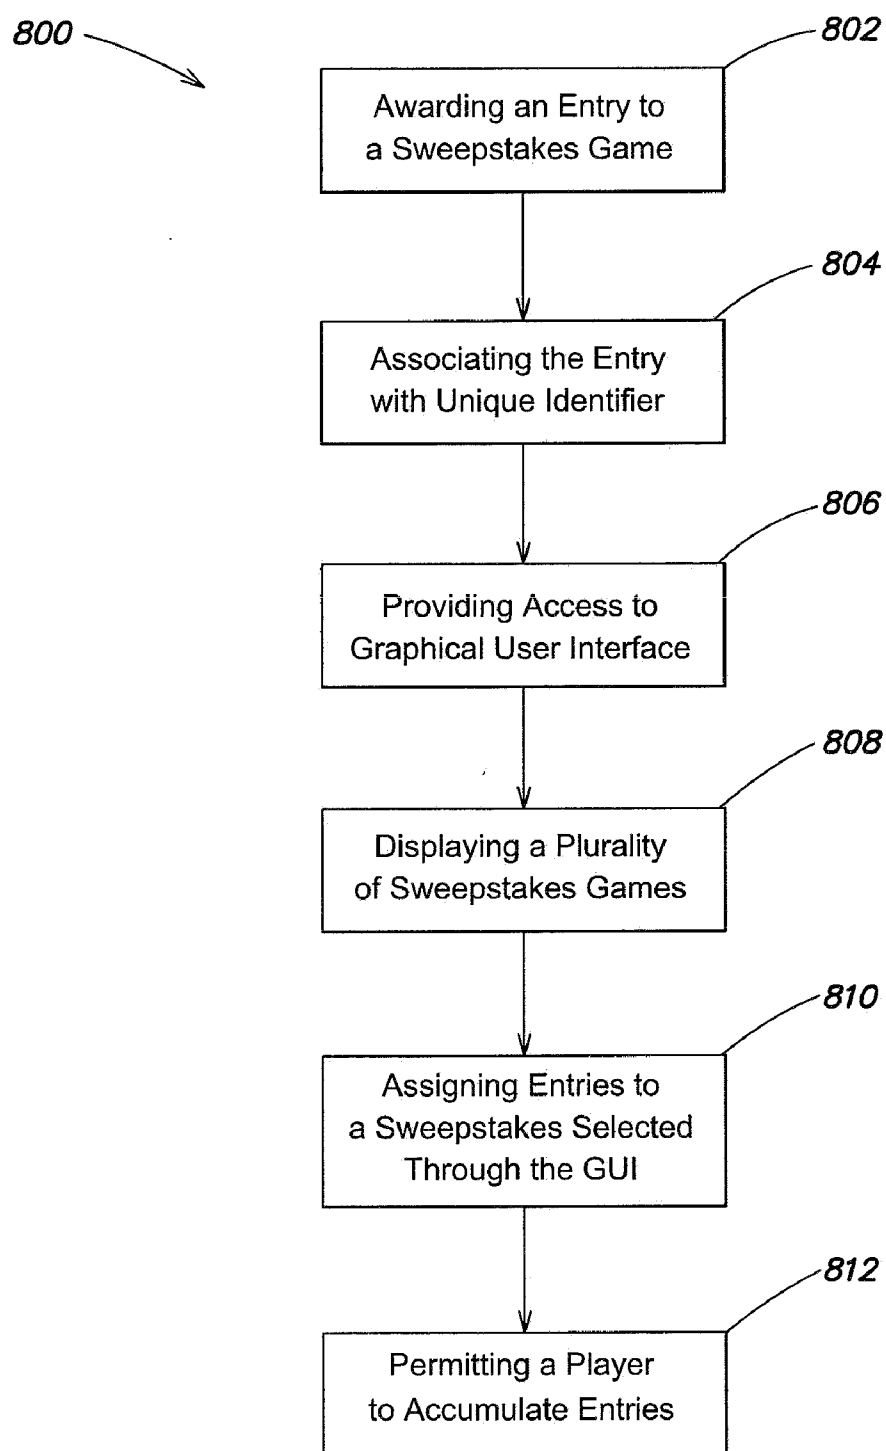 800
802
Awarding an Entry to
a Sweepstakes Game
804
Associating the Entry
with Unique Identifier
806
Providing Access to
Graphical User Interface
808
Displaying a Plurality
of Sweepstakes Games
810
Assigning Entries to
a Sweepstakes Selected
Through the GUI
812
Permitting a Player
to Accumulate Entries